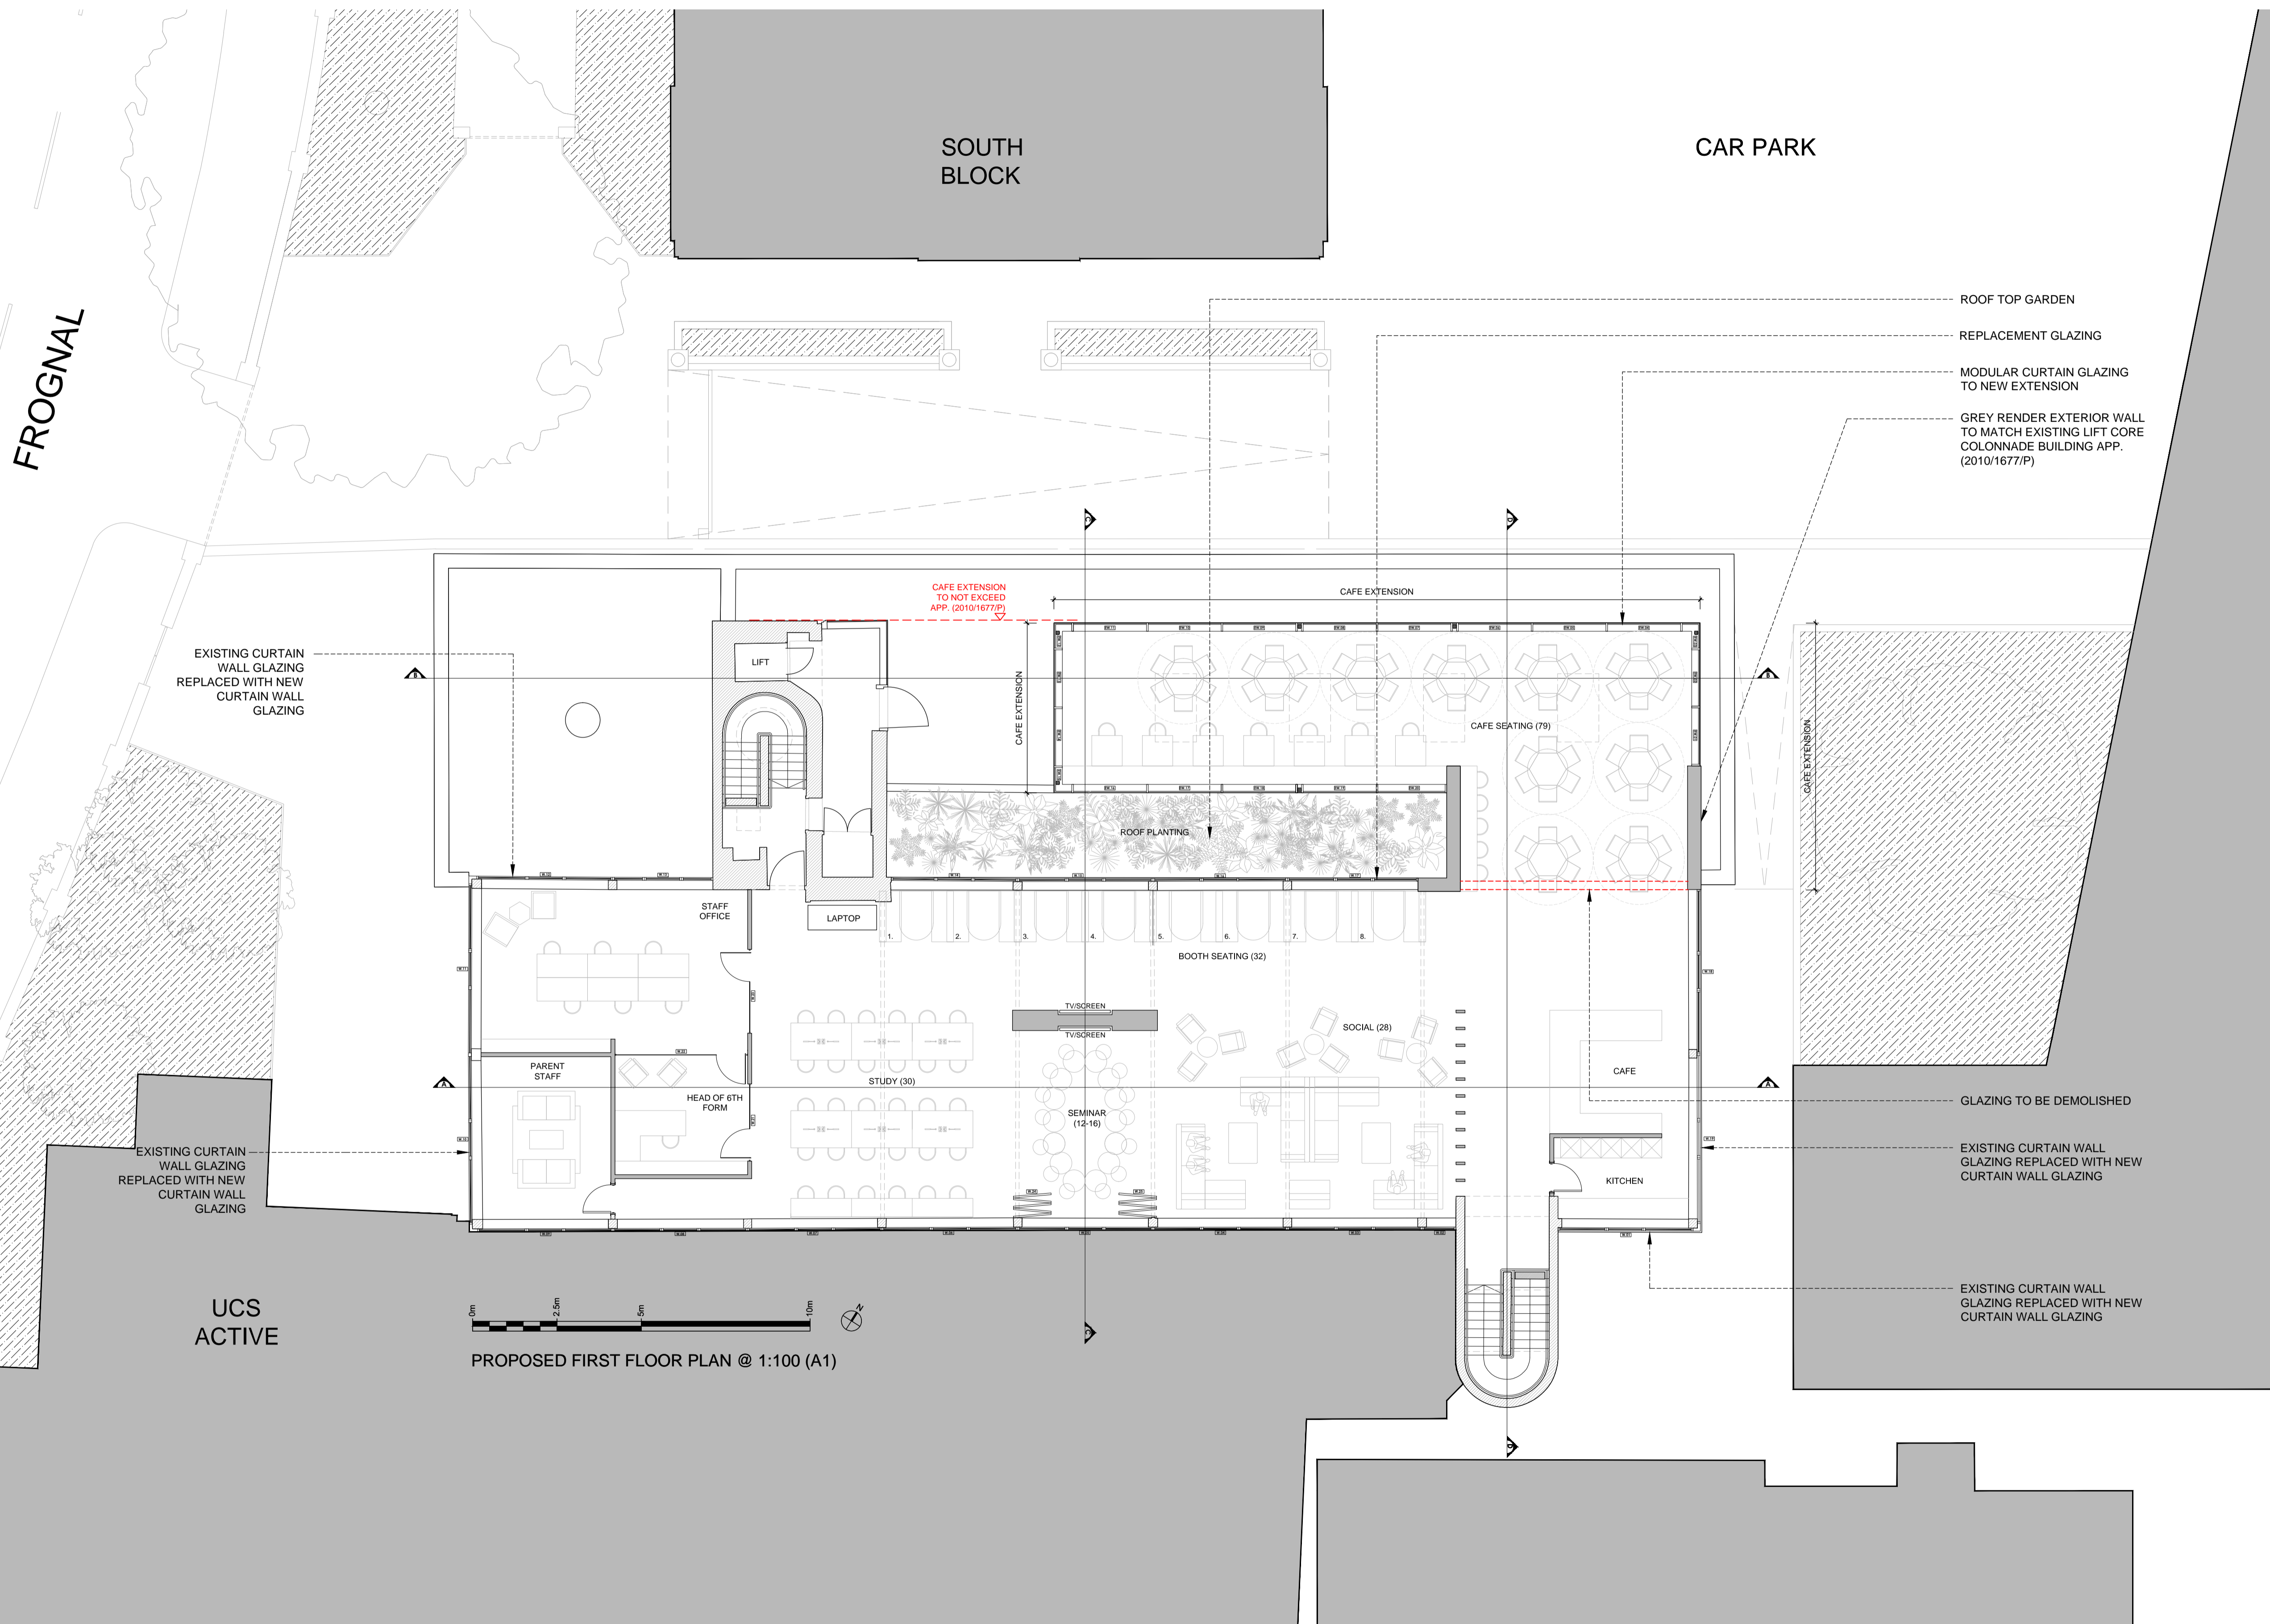 SOUTH
BLOCK
CAR PARK
FROGNAL
ROOF TOP GARDEN
REPLACEMENT GLAZING
MODULAR CURTAIN GLAZING
TO NEW EXTENSION
GREY RENDER EXTERIOR WALL
TO MATCH EXISTING LIFT CORE
COLONNADE BUILDING APP.
(2010/1677/P)
C
D
CAFE EXTENSION
TO NOT EXCEED
APP. (2010/1677/P)
CAFE EXTENSION
EXISTING CURTAIN
WALL GLAZING
REPLACED WITH NEW
CURTAIN WALL
GLAZING
LIFT
B
B
CAFE EXTENSION
CAFE SEATING (79)
CAFE EXTENSION
ROOF PLANTING
STAFF
OFFICE
LAPTOP
1.
2.
3.
4.
5.
6.
7.
8.
BOOTH SEATING (32)
TV/SCREEN
TV/SCREEN
SOCIAL (28)
PARENT
STAFF
STUDY (30)
HEAD OF 6TH
FORM
SEMINAR
(12-16)
CAFE
A
A
KITCHEN
GLAZING TO BE DEMOLISHED
EXISTING CURTAIN
WALL GLAZING
REPLACED WITH NEW
CURTAIN WALL
GLAZING
EXISTING CURTAIN WALL
GLAZING REPLACED WITH NEW
CURTAIN WALL GLAZING
EXISTING CURTAIN WALL
GLAZING REPLACED WITH NEW
CURTAIN WALL GLAZING
UCS
ACTIVE
0m
2.5m
5m
10m
N
C
D
PROPOSED FIRST FLOOR PLAN @ 1:100 (A1)